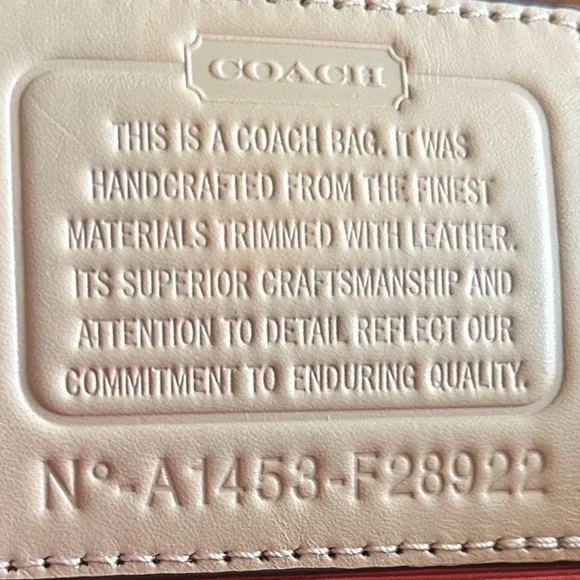 COACH
THIS IS A COACH BAG. IT WAS
HANDCRAFTED FROM THE FINEST
MATERIALS TRIMMED WITH LEATHER.
ITS SUPERIOR CRAFTSMANSHIP AND
ATTENTION TO DETAIL REFLECT OUR
COMMITMENT TO ENDURING QUALITY.
Nº-A1453-F28922